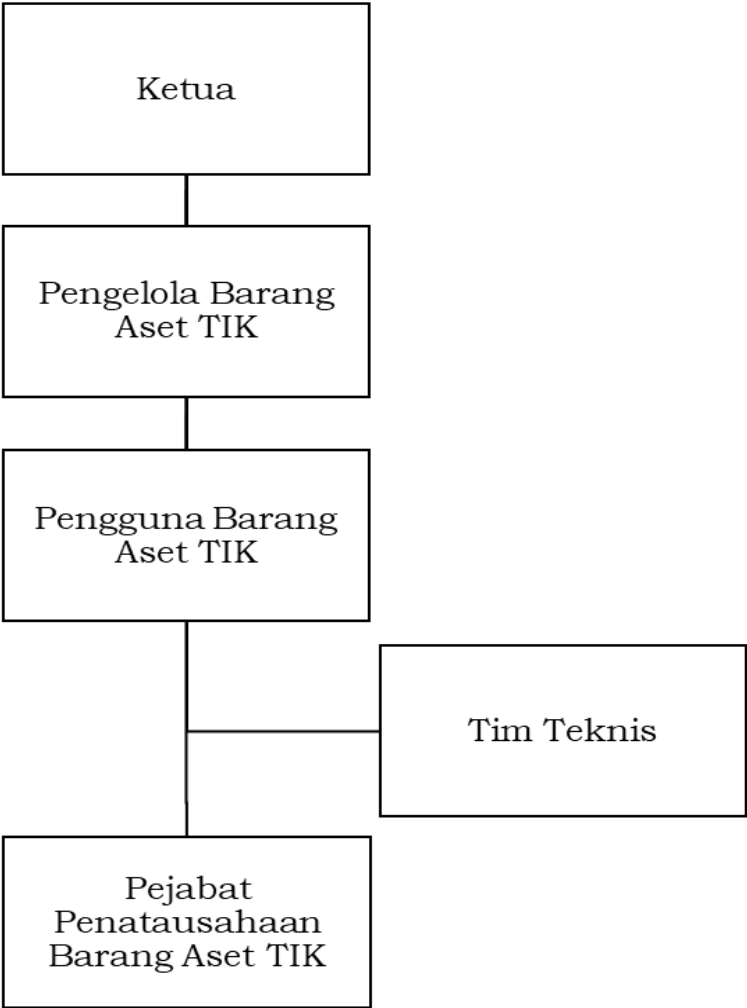 Ketua
Pengelola Barang
Aset TIK
Pengguna Barang
Aset TIK
Tim Teknis
Pejabat
Penatausahaan
Barang Aset TIK